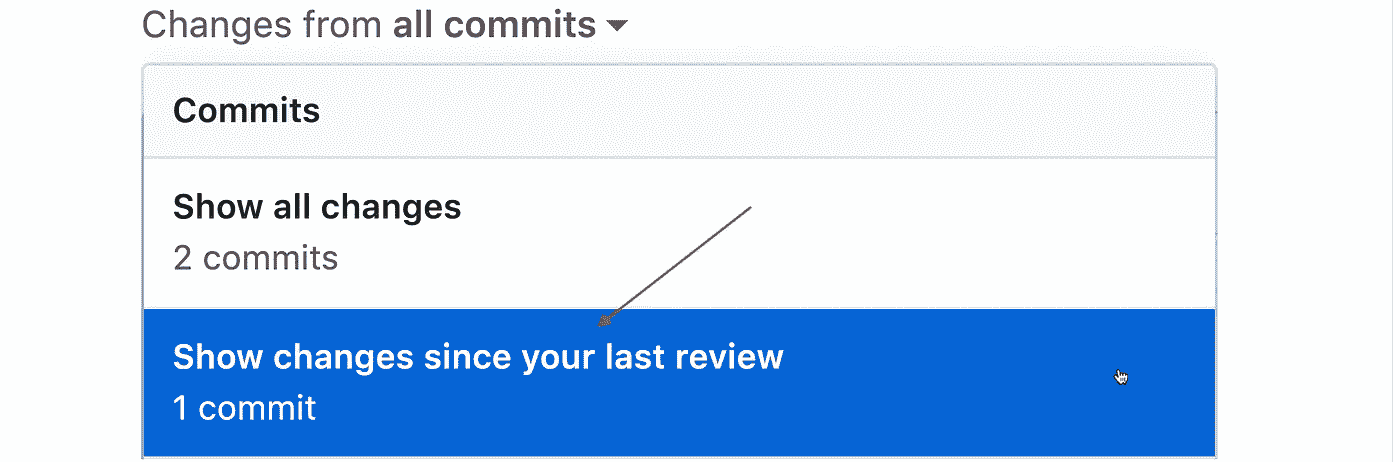 Changes from all commits
Commits
Show all changes
2 commits
Show changes since your last review
1 commit